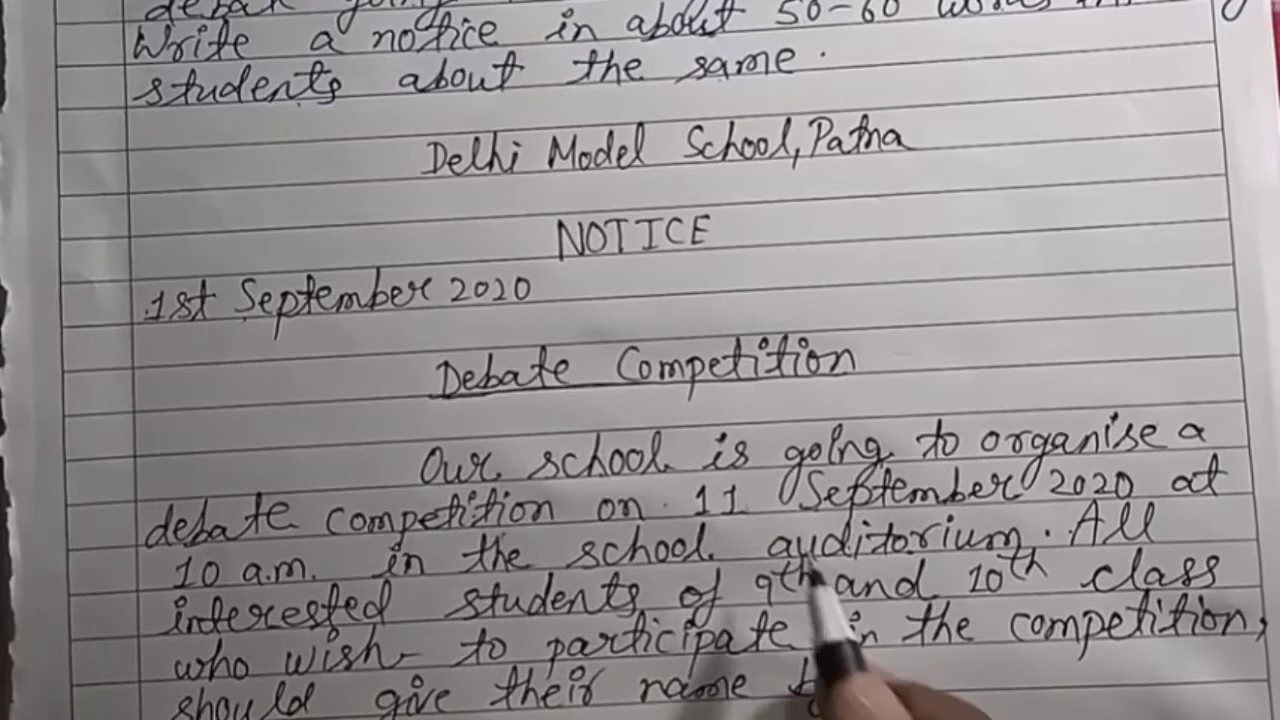 debate going
Write a notice in about 50-60 words
students about the same.
Delhi Model School, Patna
NOTICE
1st September 2020
Debate Competition
Our school is going to organise a
debate competition on 11 September 2020 at
10 a.m. in the school auditorium. All
interested students of 9th and 10th class
who wish to participate in the competition,
should give their name